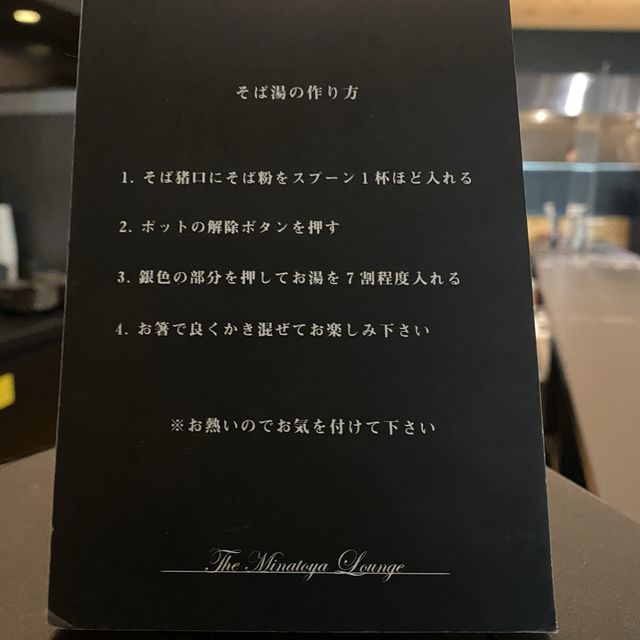 そば湯の作り方
1. そば猪口にそば粉をスプーン1杯ほど入れる
2. ポットの解除ボタンを押す
3. 銀色の部分を押してお湯を7割程度入れる
4. お箸で良くかき混ぜてお楽しみ下さい
※お熱いのでお気を付けて下さい
The Minatoya Lounge